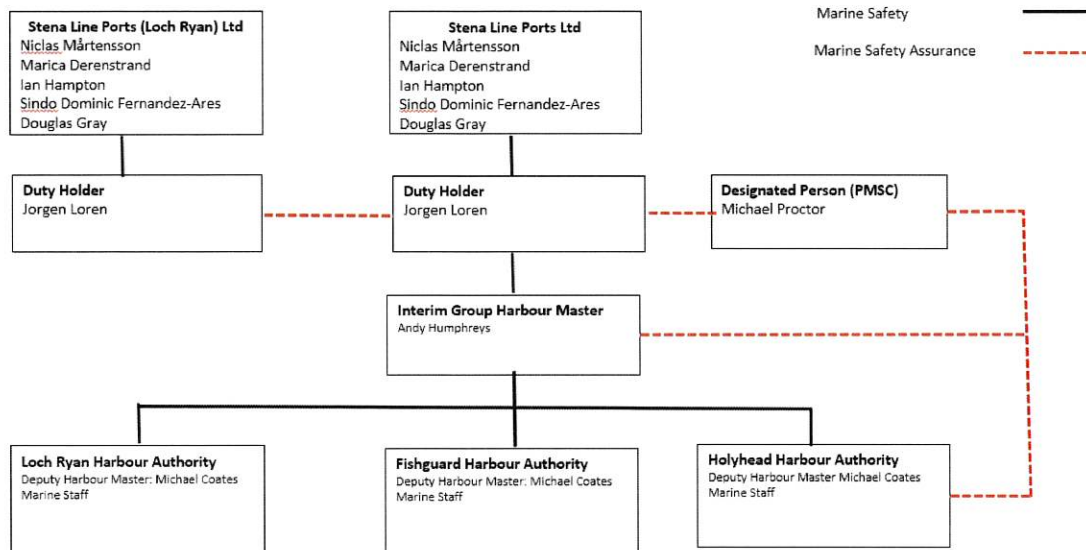 Stena Line Ports (Loch Ryan) Ltd
Niclas Mårtensson
Marica Derenstrand
Ian Hampton
Sindo Dominic Fernandez-Ares
Douglas Gray
Stena Line Ports Ltd
Niclas Mårtensson
Marica Derenstrand
Ian Hampton
Sindo Dominic Fernandez-Ares
Douglas Gray
Marine Safety
Marine Safety Assurance
Duty Holder
Jorgen Loren
Duty Holder
Jorgen Loren
Designated Person (PMSC)
Michael Proctor
Interim Group Harbour Master
Andy Humphreys
Loch Ryan Harbour Authority
Deputy Harbour Master: Michael Coates
Marine Staff
Fishguard Harbour Authority
Deputy Harbour Master: Michael Coates
Marine Staff
Holyhead Harbour Authority
Deputy Harbour Master Michael Coates
Marine Staff